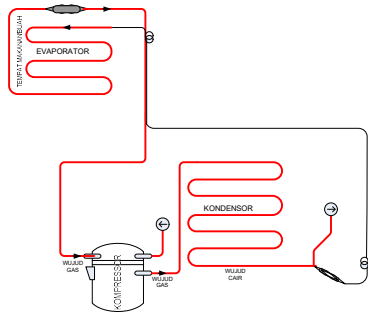 TEMPAT MAKANAN/BUAH
EVAPORATOR
KONDENSOR
WUJUD
GAS
KOMPRESSOR
WUJUD
GAS
WUJUD
CAIR